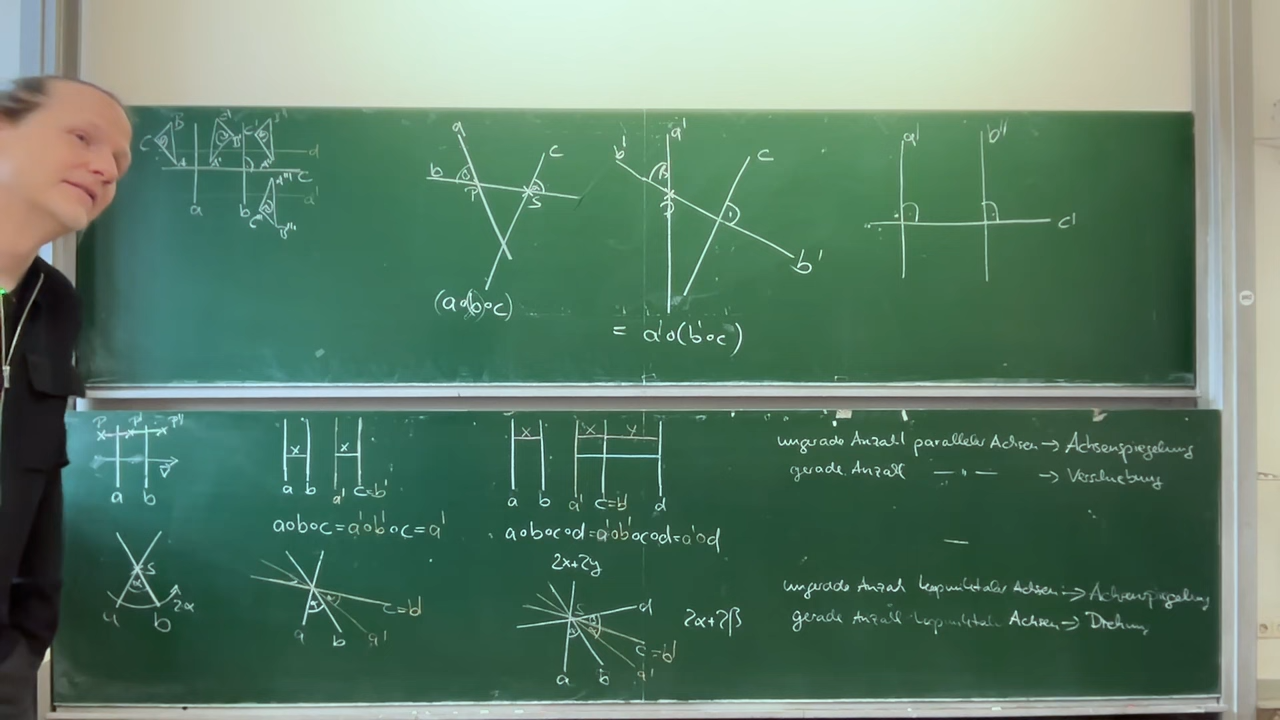 C B A A' B' C' B'' A'' d
c
a b A''' C''' B''' d'
a c
b P S
(a∘(b)∘c)
a' b' c
β P
b'
= a'∘(b'∘c)
a' b''
c'
P P' P''
a b
x x
a b a' c=b'
a∘b∘c=a'∘b'∘c=a'
x x y
a b a' c=b' d
a∘b∘c∘d=a'∘b'∘c∘d=a'∘d
2x+2y
ungerade Anzahl paralleler Achsen → Achsenspiegelung
gerade Anzahl — " — → Verschiebung
—
ungerade Anzahl kopunktaler Achsen → Achsenspiegelung
gerade Anzahl kopunktaler Achsen → Drehung
S
α 2α
a b
α
a b a' c=b'
S d
2α+2β
a b a' c=b'